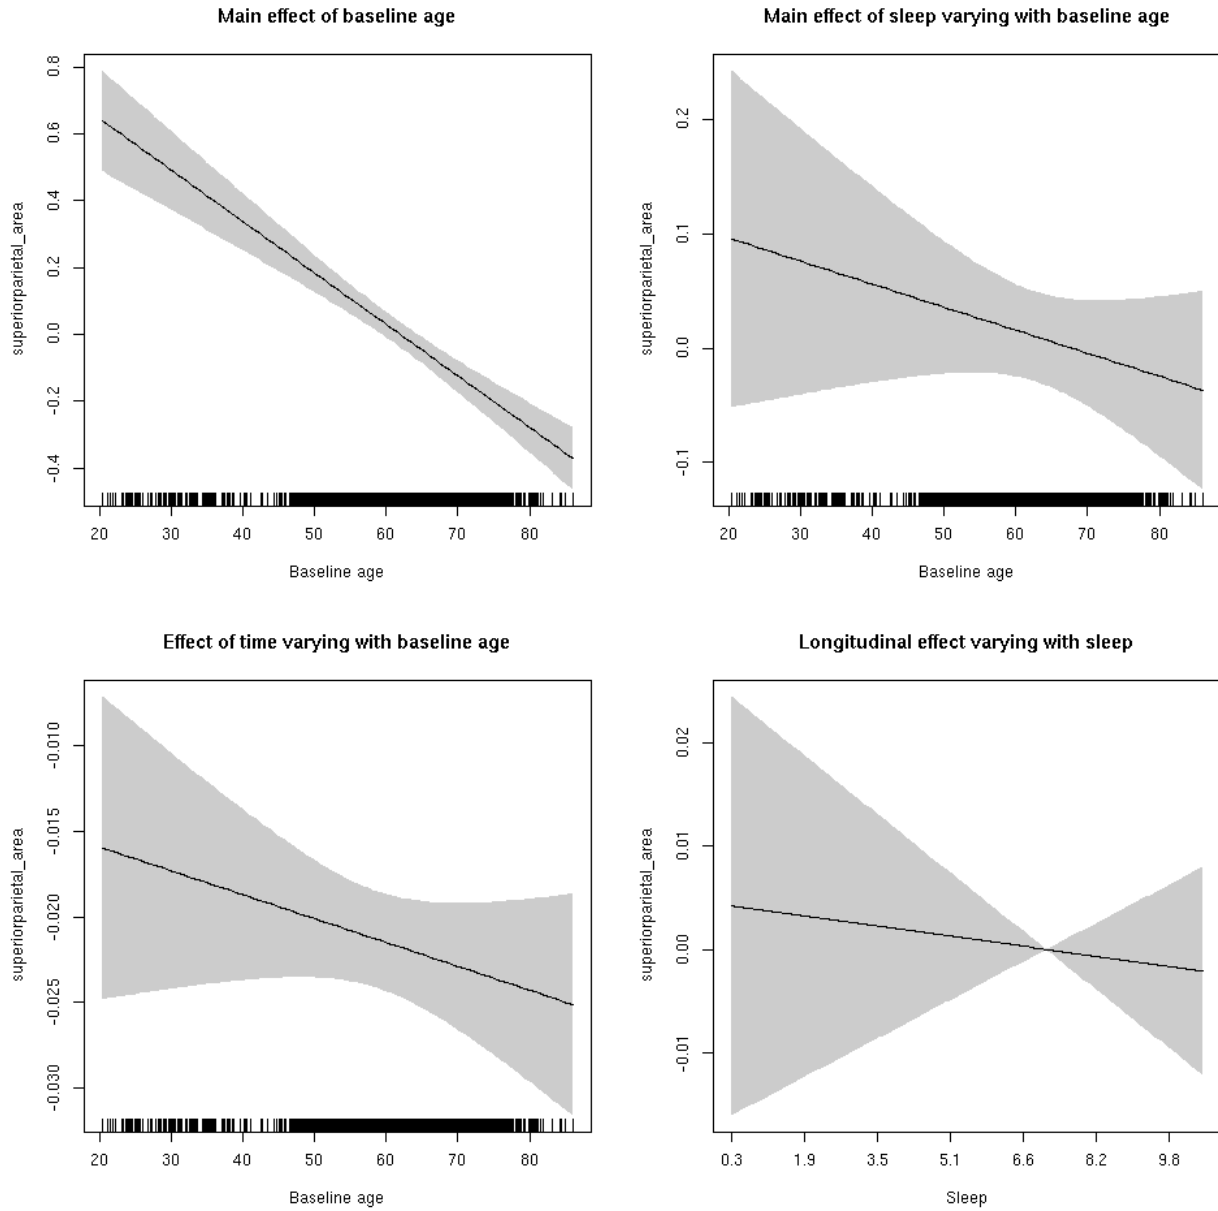 Main effect of baseline age
superiorparietal_area
0.8
0.6
0.4
0.2
0.0
-0.2
-0.4
20 30 40 50 60 70 80
Baseline age
Main effect of sleep varying with baseline age
superiorparietal_area
0.2
0.1
0.0
-0.1
20 30 40 50 60 70 80
Baseline age
Effect of time varying with baseline age
superiorparietal_area
-0.010
-0.015
-0.020
-0.025
-0.030
20 30 40 50 60 70 80
Baseline age
Longitudinal effect varying with sleep
superiorparietal_area
0.02
0.01
0.00
-0.01
0.3 1.9 3.5 5.1 6.6 8.2 9.8
Sleep